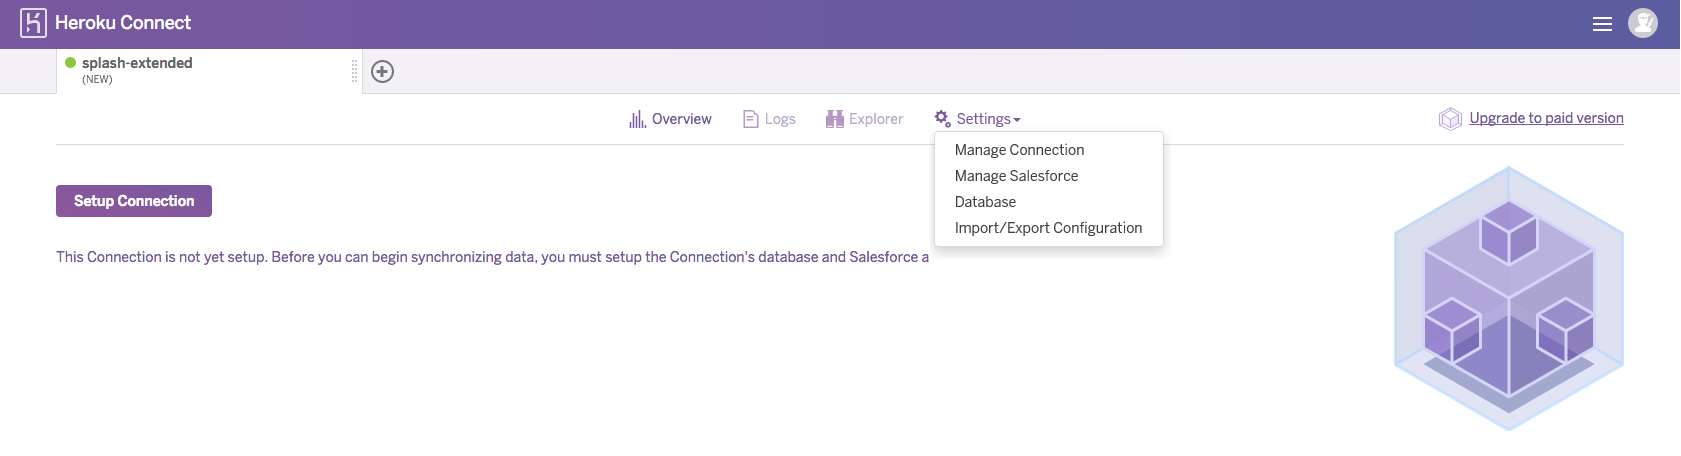 Heroku Connect
splash-extended
(NEW)
Overview Logs Explorer Settings Upgrade to paid version
Manage Connection
Manage Salesforce
Database
Import/Export Configuration
Setup Connection
This Connection is not yet setup. Before you can begin synchronizing data, you must setup the Connection's database and Salesforce a